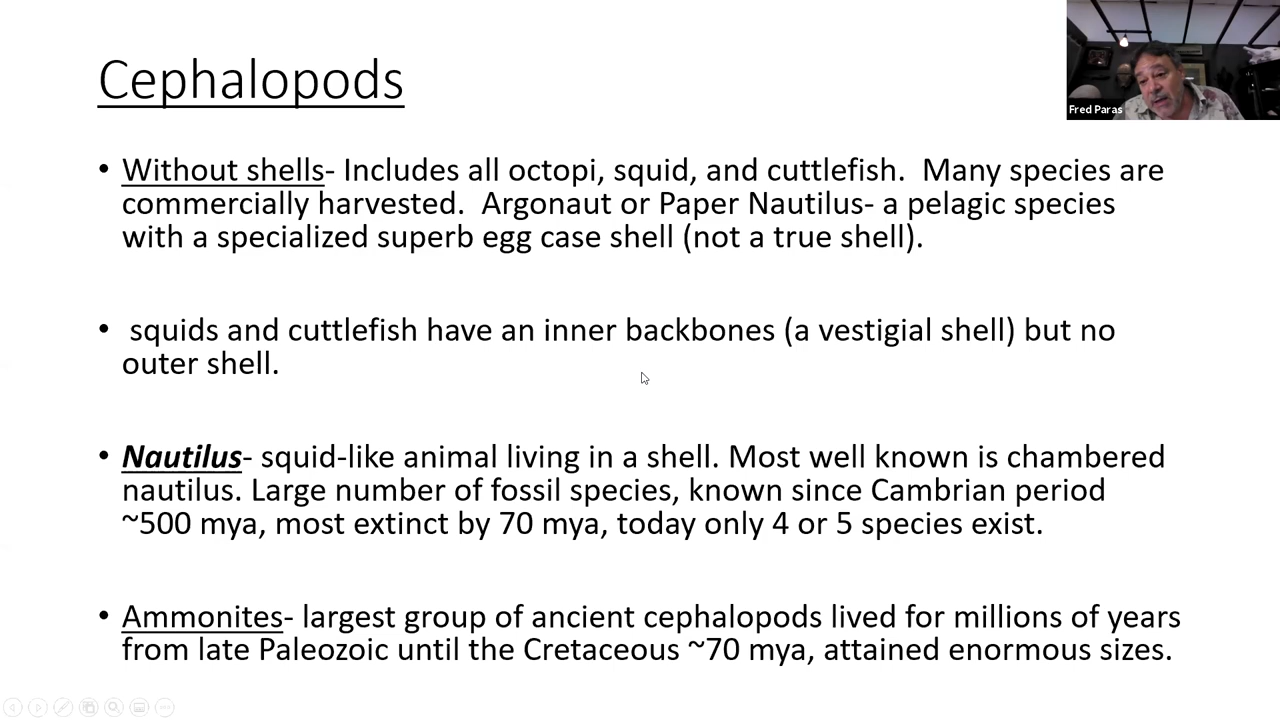 Cephalopods
Fred Paras
• Without shells- Includes all octopi, squid, and cuttlefish.  Many species are
commercially harvested.  Argonaut or Paper Nautilus- a pelagic species
with a specialized superb egg case shell (not a true shell).
• squids and cuttlefish have an inner backbones (a vestigial shell) but no
outer shell.
• Nautilus- squid-like animal living in a shell. Most well known is chambered
nautilus. Large number of fossil species, known since Cambrian period
~500 mya, most extinct by 70 mya, today only 4 or 5 species exist.
• Ammonites- largest group of ancient cephalopods lived for millions of years
from late Paleozoic until the Cretaceous ~70 mya, attained enormous sizes.